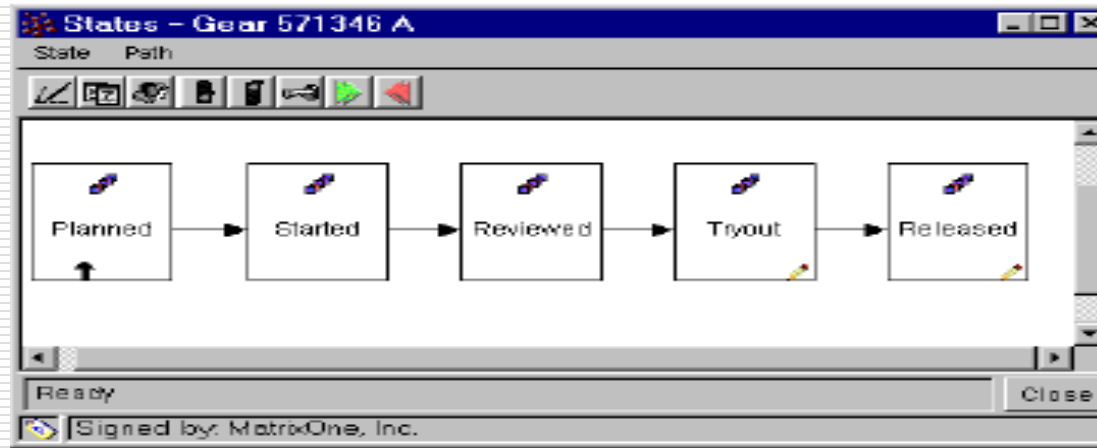 States - Gear 571346 A
State Path
Planned Started Reviewed Tryout Released
Ready Close
Signed by: MatrixOne, Inc.